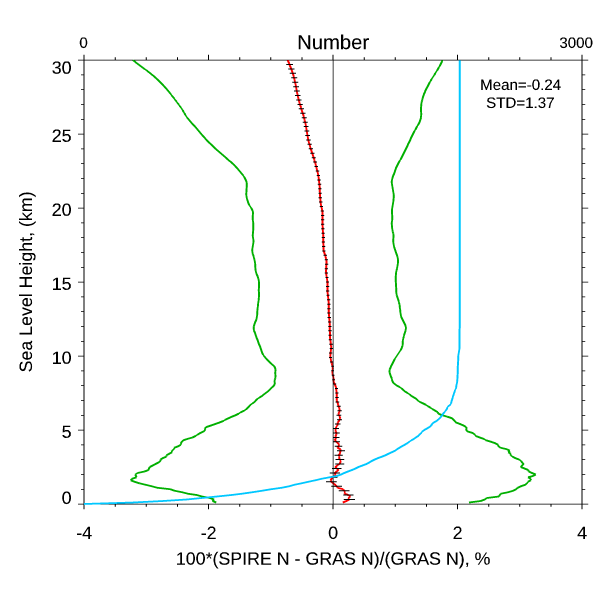 0 Number 3000
Mean=-0.24
STD=1.37
30
25
20
15
10
5
0
Sea Level Height, (km)
-4 -2 0 2 4
100*(SPIRE N - GRAS N)/(GRAS N), %